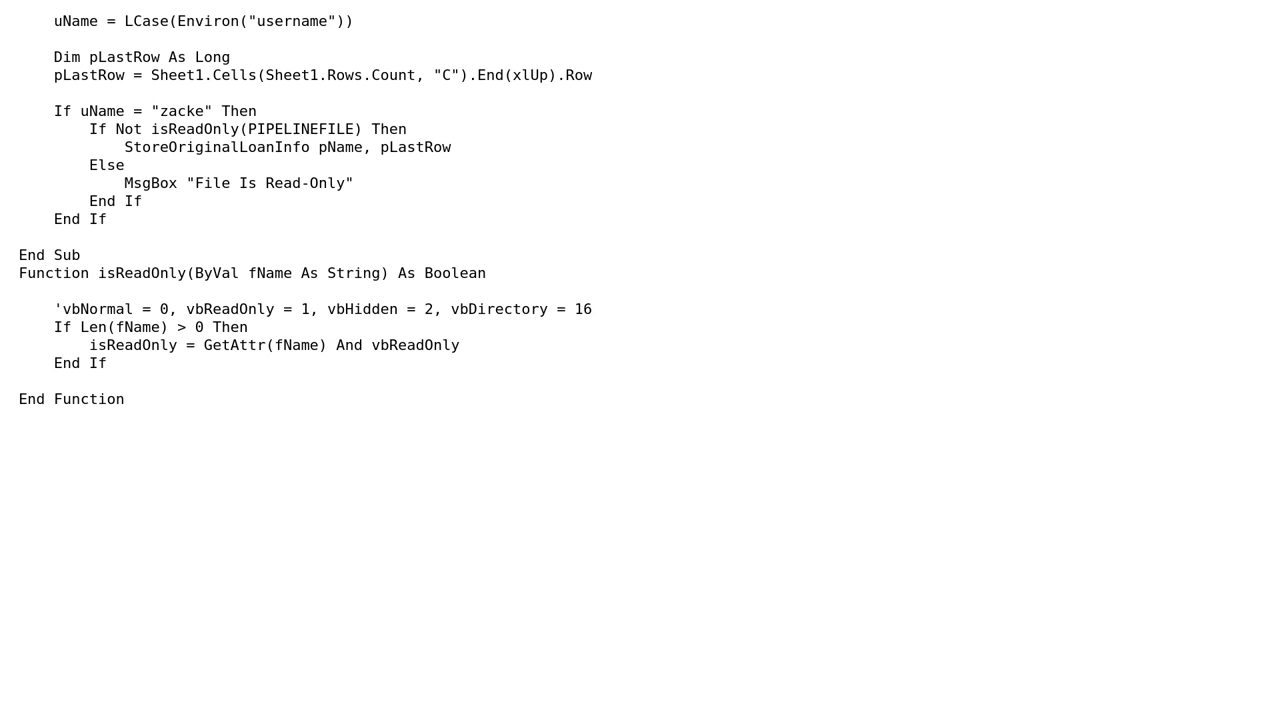 uName = LCase(Environ("username"))

    Dim pLastRow As Long
    pLastRow = Sheet1.Cells(Sheet1.Rows.Count, "C").End(xlUp).Row

    If uName = "zacke" Then
        If Not isReadOnly(PIPELINEFILE) Then
            StoreOriginalLoanInfo pName, pLastRow
        Else
            MsgBox "File Is Read-Only"
        End If
    End If

End Sub
Function isReadOnly(ByVal fName As String) As Boolean

    'vbNormal = 0, vbReadOnly = 1, vbHidden = 2, vbDirectory = 16
    If Len(fName) > 0 Then
        isReadOnly = GetAttr(fName) And vbReadOnly
    End If

End Function